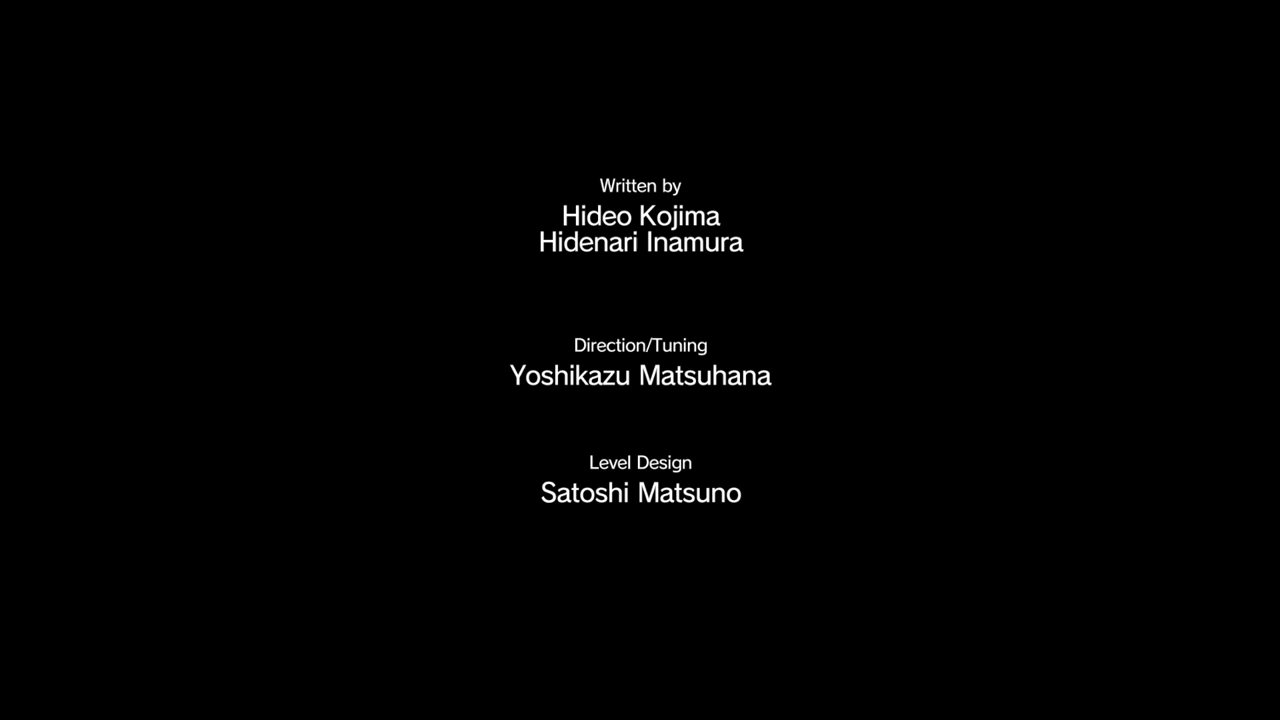 Written by
Hideo Kojima
Hidenari Inamura
Direction/Tuning
Yoshikazu Matsuhana
Level Design
Satoshi Matsuno